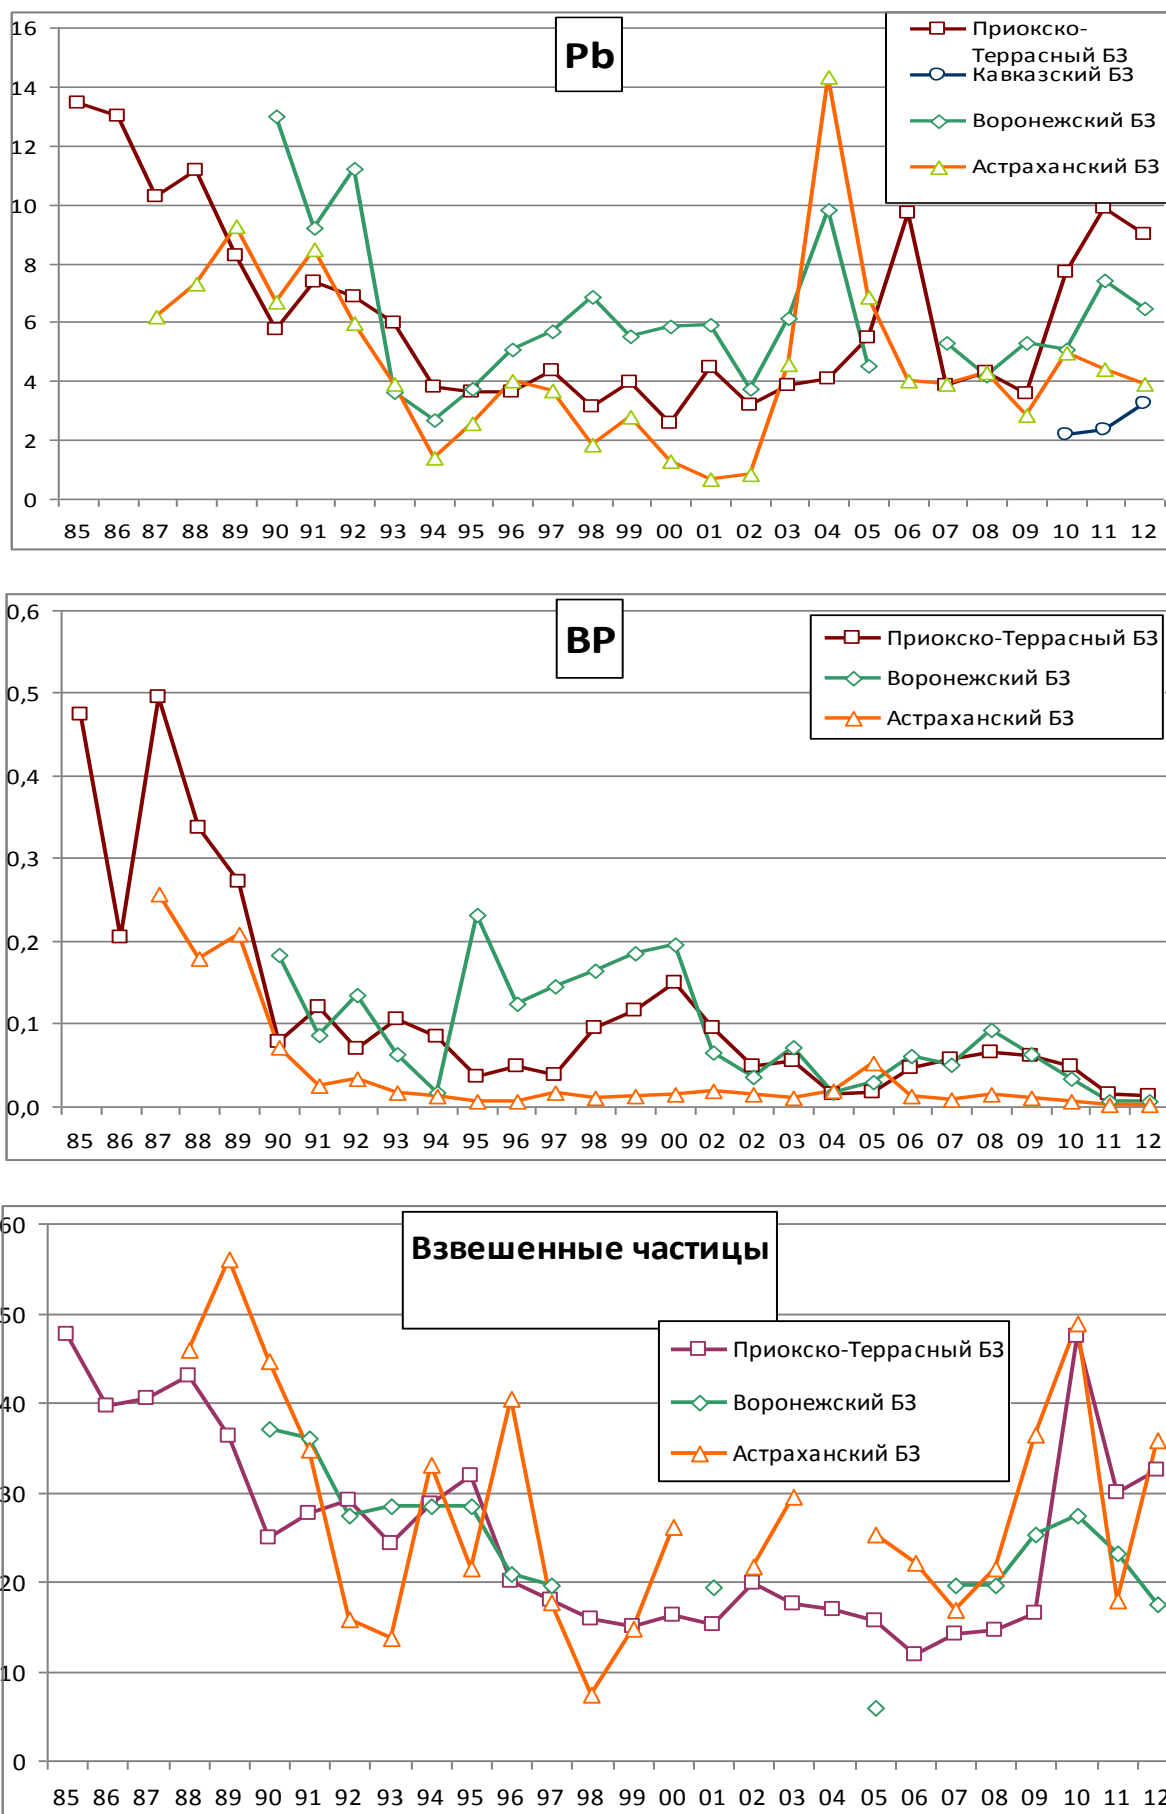 Pb
Приокско-
Террасный БЗ
Кавказский БЗ
Воронежский БЗ
Астраханский БЗ
16
14
12
10
8
6
4
2
0
85 86 87 88 89 90 91 92 93 94 95 96 97 98 99 00 01 02 03 04 05 06 07 08 09 10 11 12
BP
Приокско-Террасный БЗ
Воронежский БЗ
Астраханский БЗ
0,6
0,5
0,4
0,3
0,2
0,1
0,0
85 86 87 88 89 90 91 92 93 94 95 96 97 98 99 00 02 02 03 04 05 06 07 08 09 10 11 12
Взвешенные частицы
Приокско-Террасный БЗ
Воронежский БЗ
Астраханский БЗ
60
50
40
30
20
10
0
85 86 87 88 89 90 91 92 93 94 95 96 97 98 99 00 01 02 03 04 05 06 07 08 09 10 11 12